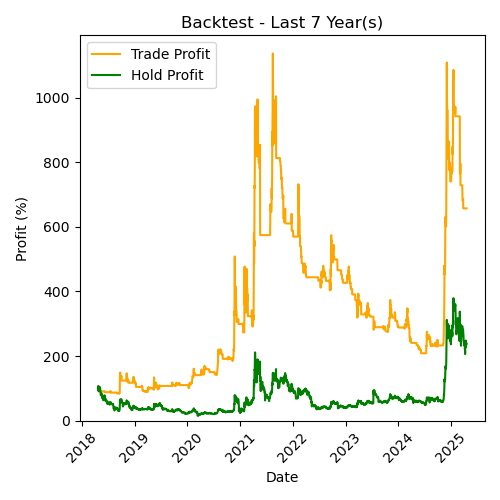 Backtest - Last 7 Year(s)
Trade Profit
Hold Profit
Profit (%)
1000
800
600
400
200
0
2018 2019 2020 2021 2022 2023 2024 2025
Date